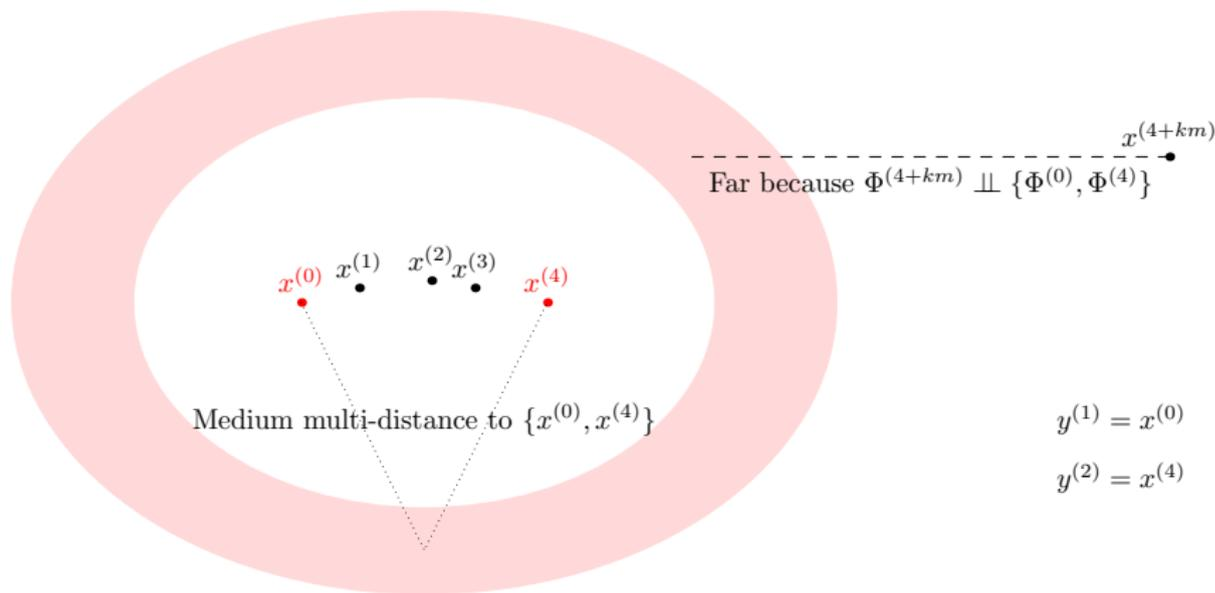 x^{(4+km)}
Far because Φ^{(4+km)} ⫫ {Φ^{(0)}, Φ^{(4)}}
x^{(0)} x^{(1)} x^{(2)} x^{(3)} x^{(4)}
Medium multi-distance to {x^{(0)}, x^{(4)}}
y^{(1)} = x^{(0)}
y^{(2)} = x^{(4)}